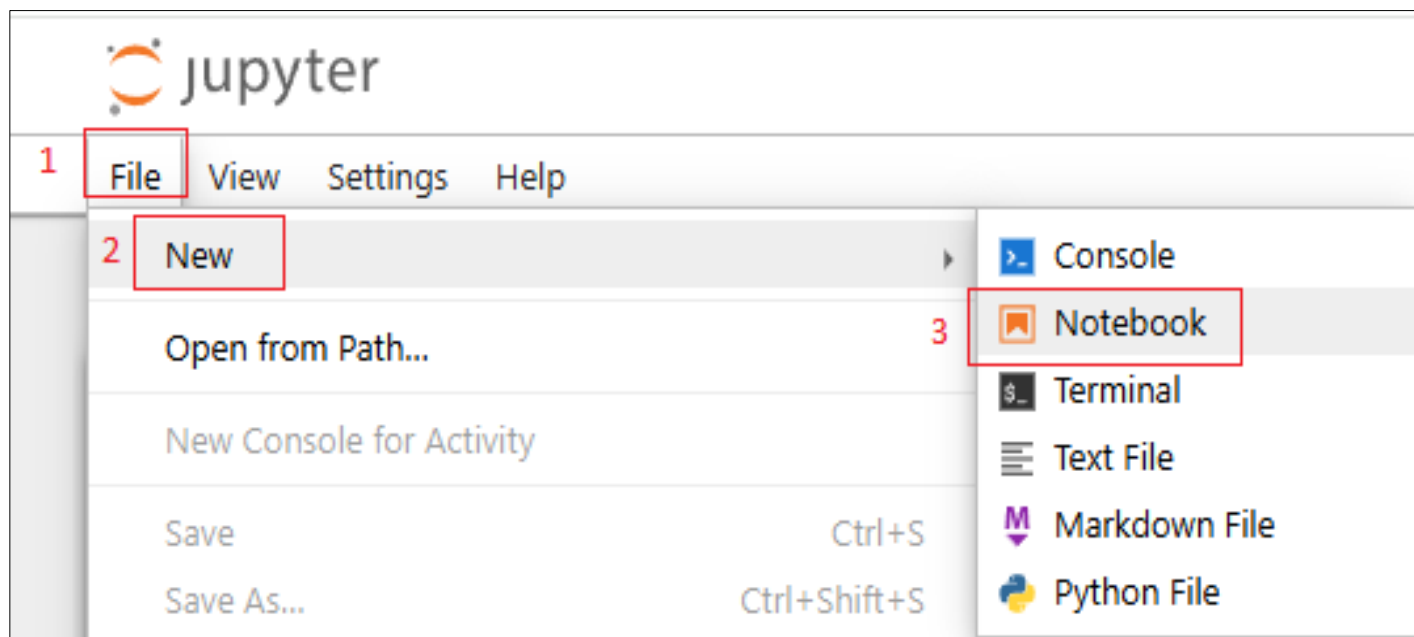 jupyter
1 File View Settings Help
2 New
Open from Path...
New Console for Activity
Save Ctrl+S
Save As... Ctrl+Shift+S
Console
3 Notebook
$_ Terminal
Text File
M Markdown File
Python File